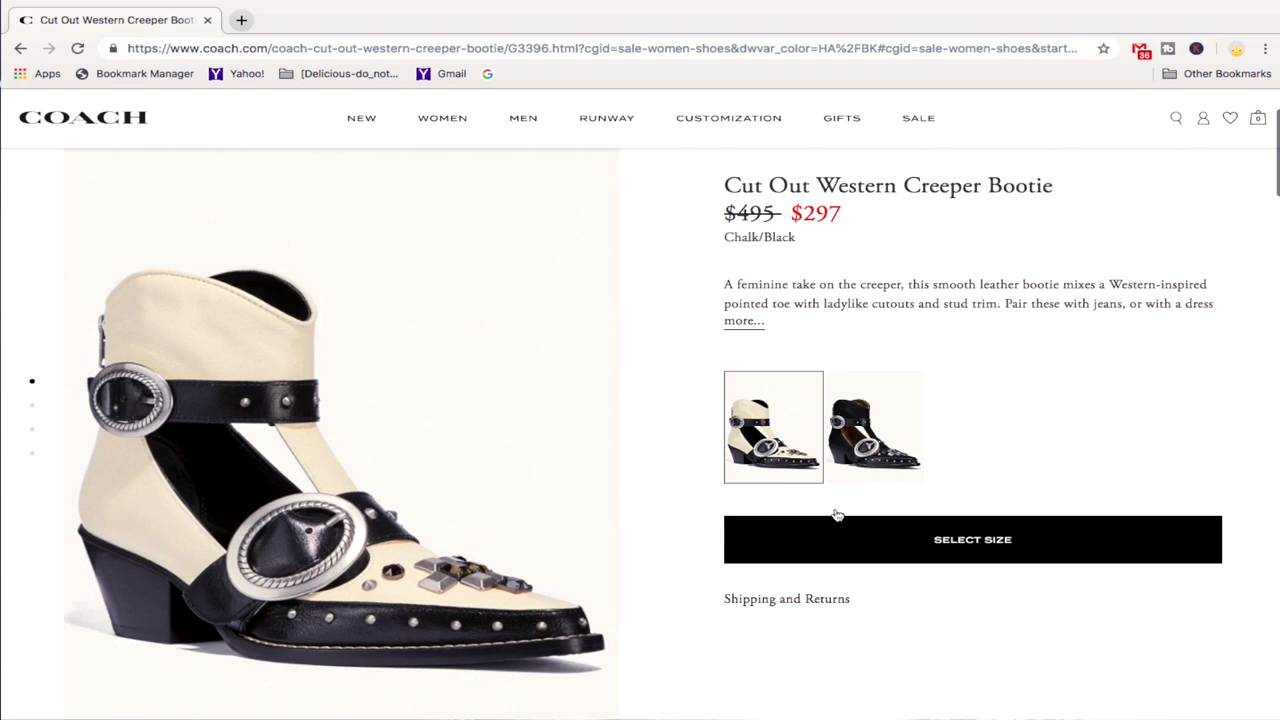 Cut Out Western Creeper Boot
https://www.coach.com/coach-cut-out-western-creeper-bootie/G3396.html?cgid=sale-women-shoes&dwvar_color=HA%2FBK#cgid=sale-women-shoes&start...
36
Apps Bookmark Manager Yahoo! [Delicious-do_not... Gmail Other Bookmarks
COACH NEW WOMEN MEN RUNWAY CUSTOMIZATION GIFTS SALE 0
Cut Out Western Creeper Bootie
$495 $297
Chalk/Black
A feminine take on the creeper, this smooth leather bootie mixes a Western-inspired
pointed toe with ladylike cutouts and stud trim. Pair these with jeans, or with a dress
more...
SELECT SIZE
Shipping and Returns